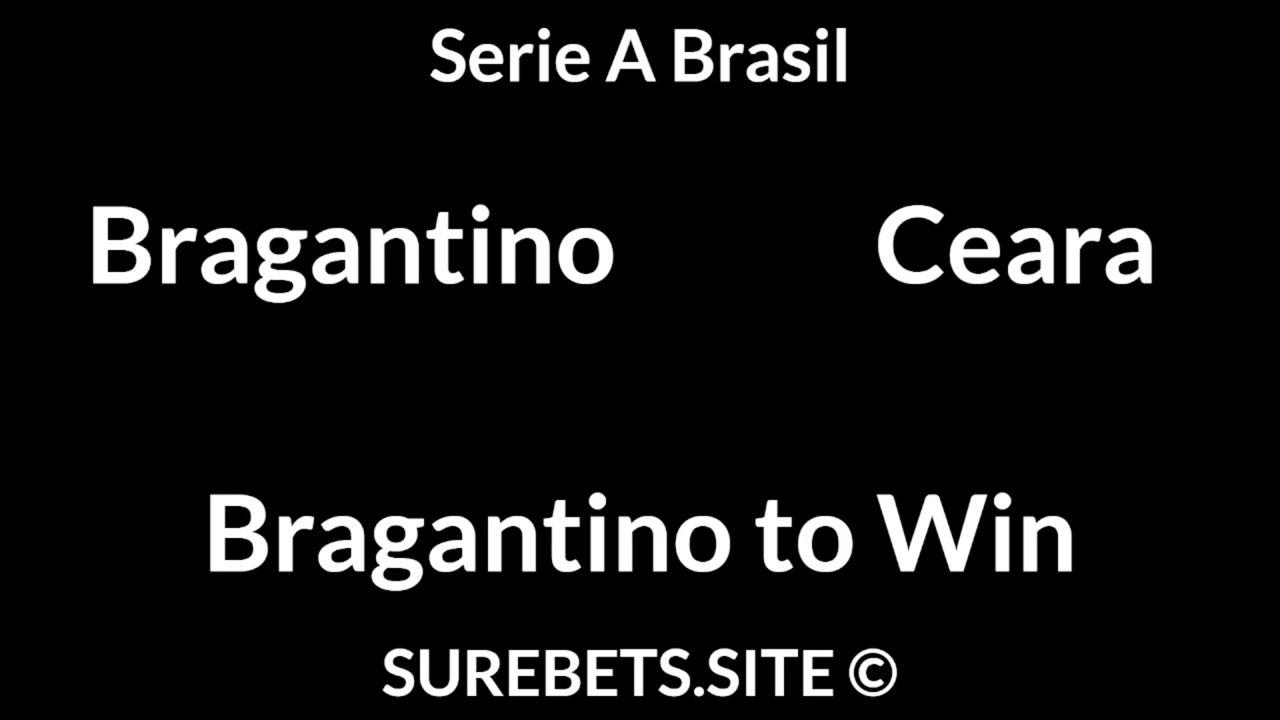 Serie A Brasil
Bragantino Ceara
Bragantino to Win
SUREBETS.SITE ©